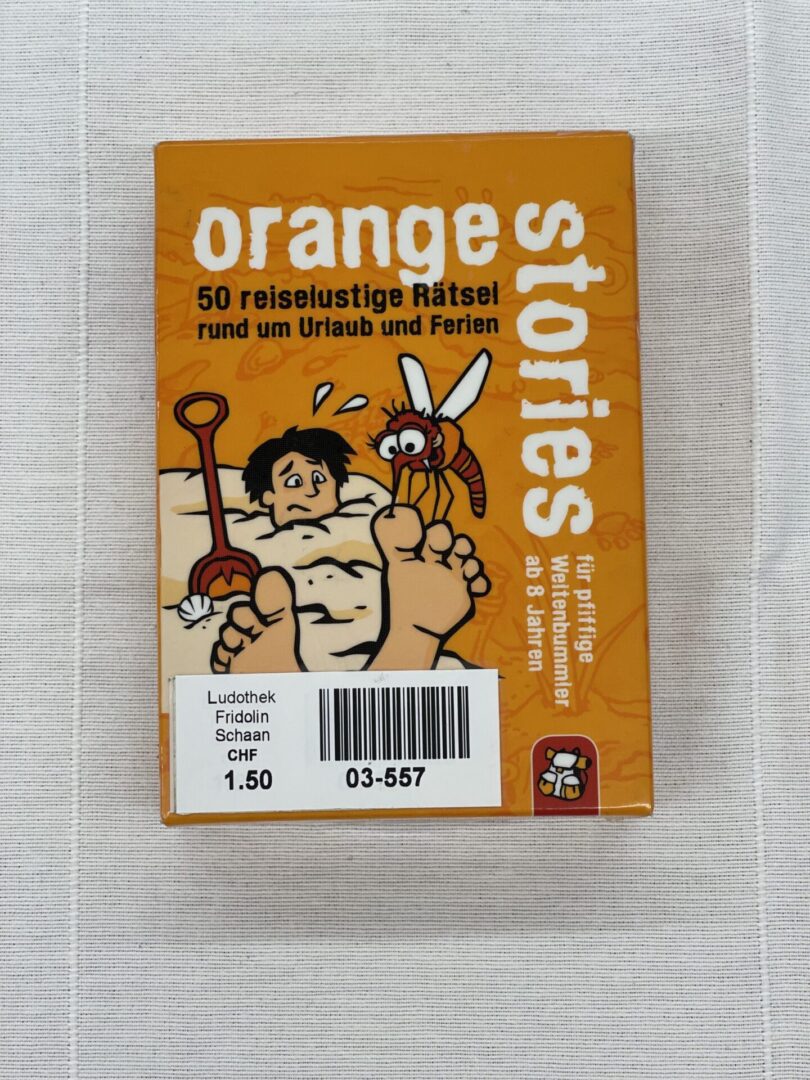 orange
stories
50 reiselustige Rätsel
rund um Urlaub und Ferien
für pfiffige
Weltenbummler
ab 8 Jahren
Ludothek
Fridolin
Schaan
CHF
1.50
03-557